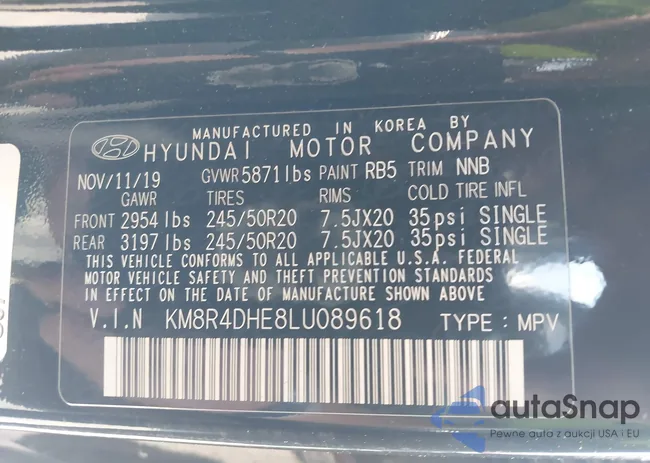 MANUFACTURED IN KOREA BY
HYUNDAI MOTOR COMPANY
NOV/11/19 GVWR 5871lbs PAINT RB5 TRIM NNB
GAWR TIRES RIMS COLD TIRE INFL
FRONT 2954 lbs 245/50R20 7.5JX20 35psi SINGLE
REAR 3197 lbs 245/50R20 7.5JX20 35psi SINGLE
THIS VEHICLE CONFORMS TO ALL APPLICABLE U.S.A. FEDERAL
MOTOR VEHICLE SAFETY AND THEFT PREVENTION STANDARDS
IN EFFECT ON THE DATE OF MANUFACTURE SHOWN ABOVE
V.I.N KM8R4DHE8LU089618 TYPE : MPV
autaSnap
Pewne auta z aukcji USA i EU